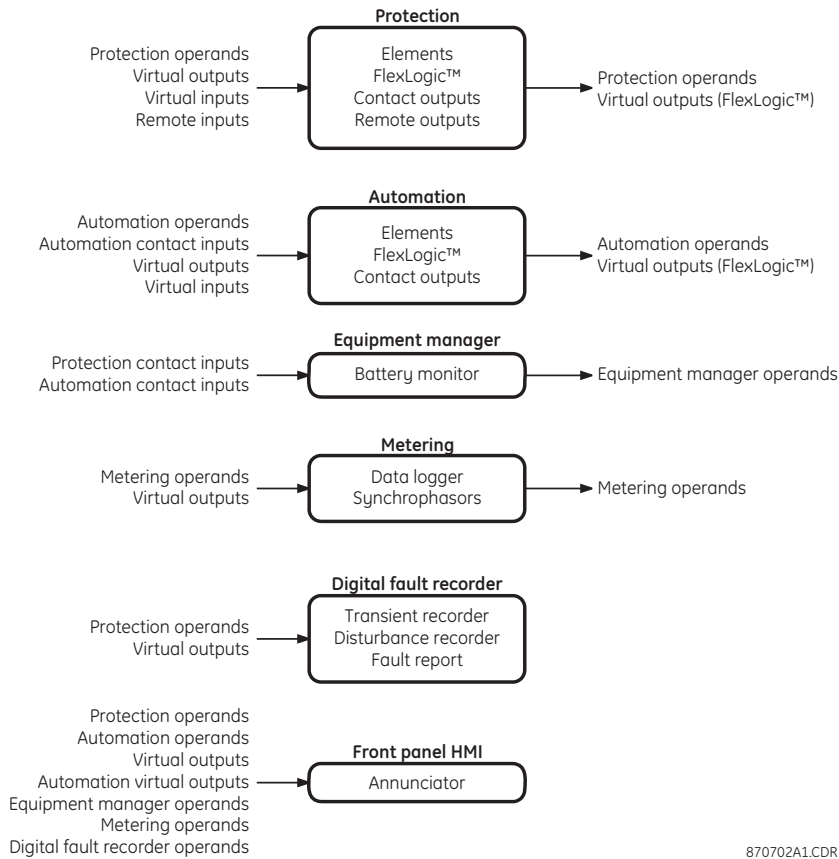 Protection
Protection operands
Virtual outputs
Virtual inputs
Remote inputs
Elements
FlexLogic™
Contact outputs
Remote outputs
Protection operands
Virtual outputs (FlexLogic™)
Automation
Automation operands
Automation contact inputs
Virtual outputs
Virtual inputs
Elements
FlexLogic™
Contact outputs
Automation operands
Virtual outputs (FlexLogic™)
Equipment manager
Protection contact inputs
Automation contact inputs
Battery monitor
Equipment manager operands
Metering
Metering operands
Virtual outputs
Data logger
Synchrophasors
Metering operands
Digital fault recorder
Protection operands
Virtual outputs
Transient recorder
Disturbance recorder
Fault report
Protection operands
Automation operands
Virtual outputs
Automation virtual outputs
Equipment manager operands
Metering operands
Digital fault recorder operands
Front panel HMI
Annunciator
870702A1.CDR